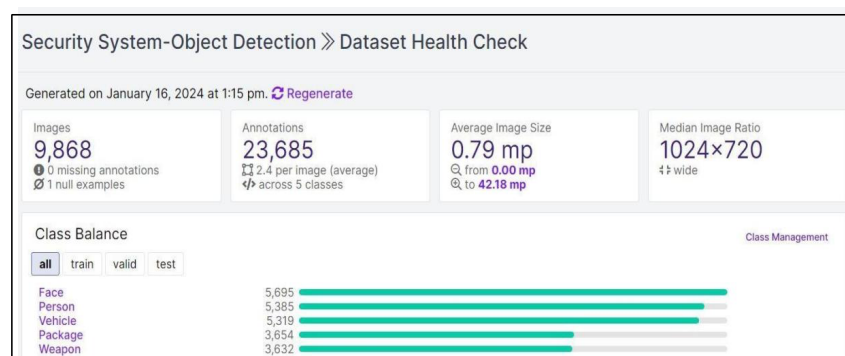 Security System-Object Detection » Dataset Health Check
Generated on January 16, 2024 at 1:15 pm. Regenerate
Images
9,868
0 missing annotations
1 null examples
Annotations
23,685
2.4 per image (average)
across 5 classes
Average Image Size
0.79 mp
from 0.00 mp
to 42.18 mp
Median Image Ratio
1024×720
wide
Class Balance
Class Management
all train valid test
Face 5,695
Person 5,385
Vehicle 5,319
Package 3,654
Weapon 3,632